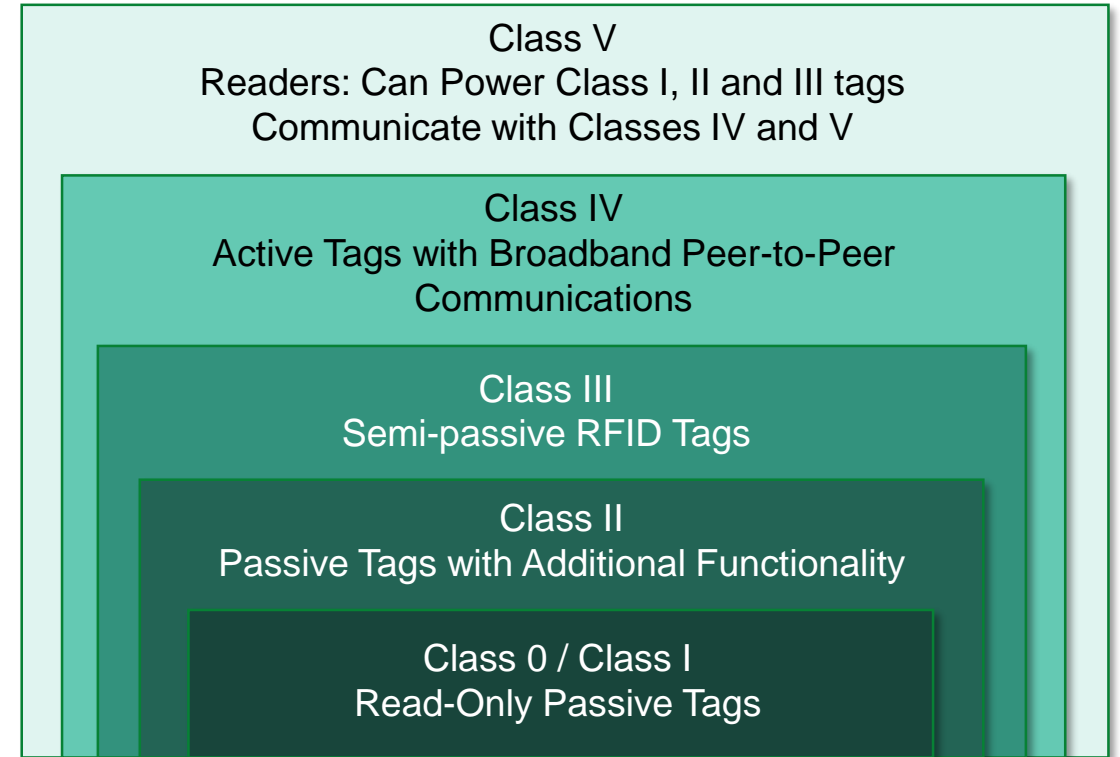 Class V
Readers: Can Power Class I, II and III tags
Communicate with Classes IV and V
Class IV
Active Tags with Broadband Peer-to-Peer
Communications
Class III
Semi-passive RFID Tags
Class II
Passive Tags with Additional Functionality
Class 0 / Class I
Read-Only Passive Tags